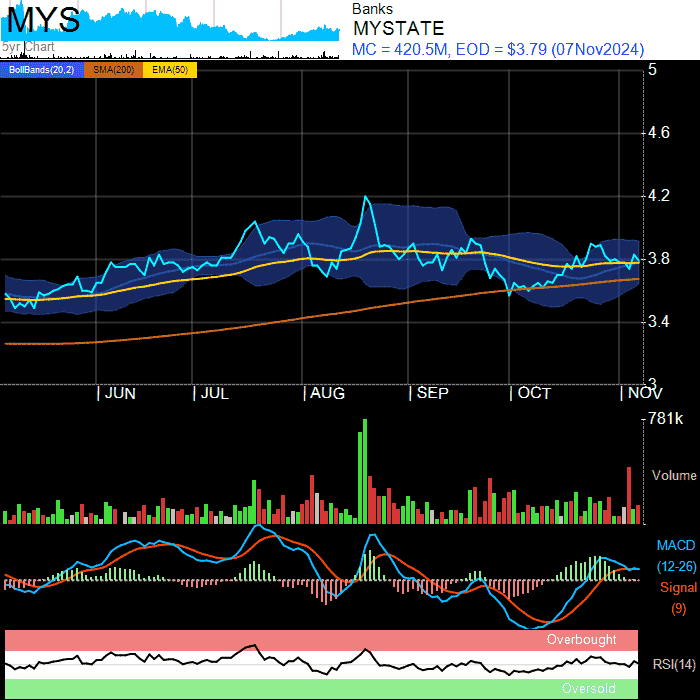 MYS
5yr Chart
Banks
MYSTATE
MC = 420.5M, EOD = $3.79 (07Nov2024)
BollBands(20,2) SMA(200) EMA(50)
5
4.6
4.2
3.8
3.4
3
JUN JUL AUG SEP OCT NOV
781k
Volume
MACD
(12-26)
Signal
(9)
Overbought
RSI(14)
Oversold